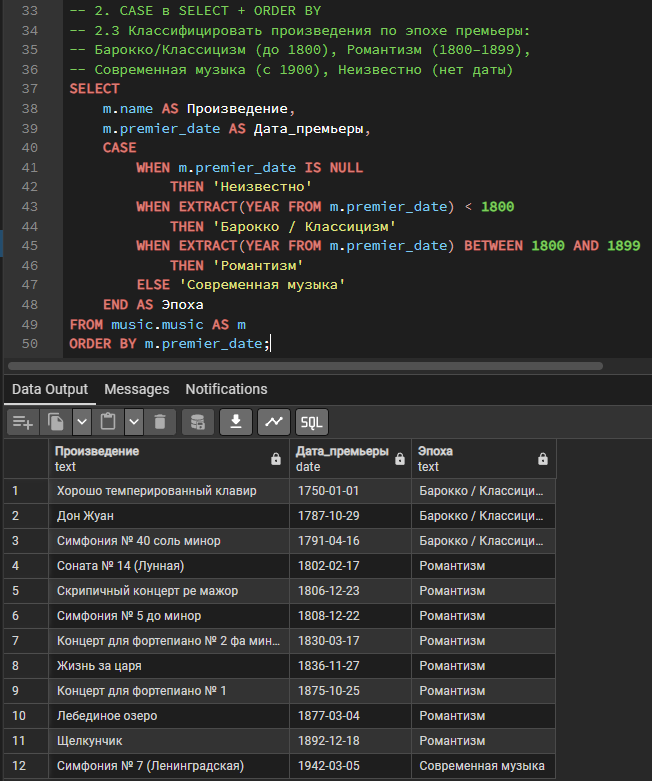 33 -- 2. CASE в SELECT + ORDER BY
34 -- 2.3 Классифицировать произведения по эпохе премьеры:
35 -- Барокко/Классицизм (до 1800), Романтизм (1800–1899),
36 -- Современная музыка (с 1900), Неизвестно (нет даты)
37 SELECT
38 m.name AS Произведение,
39 m.premier_date AS Дата_премьеры,
40 CASE
41 WHEN m.premier_date IS NULL
42 THEN 'Неизвестно'
43 WHEN EXTRACT(YEAR FROM m.premier_date) < 1800
44 THEN 'Барокко / Классицизм'
45 WHEN EXTRACT(YEAR FROM m.premier_date) BETWEEN 1800 AND 1899
46 THEN 'Романтизм'
47 ELSE 'Современная музыка'
48 END AS Эпоха
49 FROM music.music AS m
50 ORDER BY m.premier_date;
Data Output Messages Notifications
SQL
Произведение Дата_премьеры Эпоха
text date text
1 Хорошо темперированный клавир 1750-01-01 Барокко / Классици...
2 Дон Жуан 1787-10-29 Барокко / Классици...
3 Симфония № 40 соль минор 1791-04-16 Барокко / Классици...
4 Соната № 14 (Лунная) 1802-02-17 Романтизм
5 Скрипичный концерт ре мажор 1806-12-23 Романтизм
6 Симфония № 5 до минор 1808-12-22 Романтизм
7 Концерт для фортепиано № 2 фа мин... 1830-03-17 Романтизм
8 Жизнь за царя 1836-11-27 Романтизм
9 Концерт для фортепиано № 1 1875-10-25 Романтизм
10 Лебединое озеро 1877-03-04 Романтизм
11 Щелкунчик 1892-12-18 Романтизм
12 Симфония № 7 (Ленинградская) 1942-03-05 Современная музыка